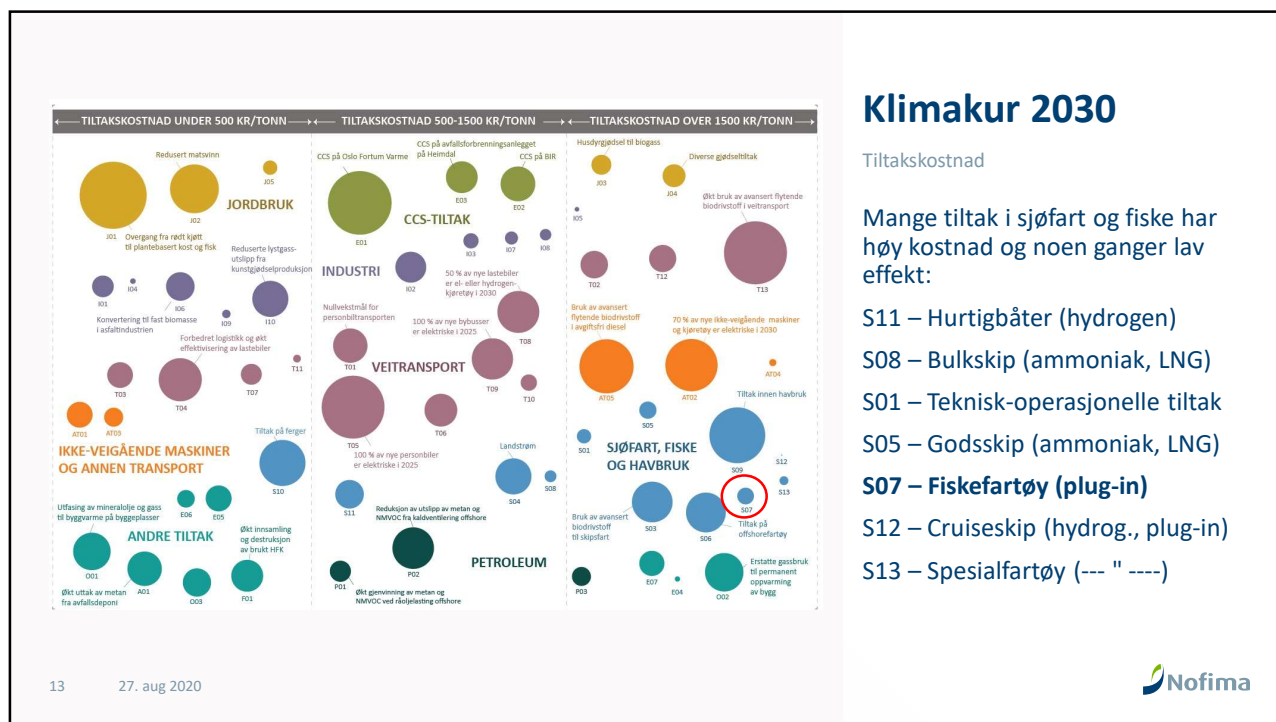 TILTAKSKOSTNAD UNDER 500 KR/TONN
TILTAKSKOSTNAD 500-1500 KR/TONN
TILTAKSKOSTNAD OVER 1500 KR/TONN
Redusert matsvinn
J05
J02
JORDBRUK
J01
Overgang fra rødt kjøtt
til plantebasert kost og fisk
Reduserte lystgass-
utslipp fra
kunstgjødselproduksjon
I01
I04
I06
I09
I10
Konvertering til fast biomasse
i asfaltindustrien
Forbedret logistikk og økt
effektivisering av lastebiler
T11
T03
T04
T07
AT01
AT03
IKKE-VEIGÅENDE MASKINER
OG ANNEN TRANSPORT
Tiltak på ferger
S10
Utfasing av mineralolje og gass
til byggvarme på byggeplasser
E06
E05
ANDRE TILTAK
Økt innsamling
og destruksjon
av brukt HFK
O01
A01
O03
F01
Økt uttak av metan
fra avfallsdeponi
CCS på Oslo Fortum Varme
CCS på avfallsforbrenningsanlegget
på Heimdal
CCS på BIR
E03
E02
CCS-TILTAK
E01
I03
I07
I08
INDUSTRI
I02
50 % av nye lastebiler
er el- eller hydrogen-
kjøretøy i 2030
Nullvekstmål for
personbiltransporten
100 % av nye bybusser
er elektriske i 2025
T08
T01
VEITRANSPORT
T09
T10
T05
T06
100 % av nye personbiler
er elektriske i 2025
Landstrøm
S04
S08
S11
Reduksjon av utslipp av metan og
NMVOC fra kaldventilering offshore
P02
PETROLEUM
P01
Økt gjenvinning av metan og
NMVOC ved råoljelasting offshore
Husdyrgjødsel til biogass
J03
Diverse gjødseltiltak
J04
I05
Økt bruk av avansert flytende
biodrivstoff i veitransport
T02
T12
T13
Bruk av avansert
flytende biodrivstoff
i avgiftsfri diesel
70 % av nye ikke-veigående maskiner
og kjøretøy er elektriske i 2030
AT05
AT02
AT04
Tiltak innen havbruk
S05
S01
SJØFART, FISKE
OG HAVBRUK
S09
S12
S13
S07
S03
S06
Bruk av avansert
biodrivstoff
til skipsfart
Tiltak på
offshorefartøy
P03
E07
E04
O02
Erstatte gassbruk
til permanent
oppvarming
av bygg
Klimakur 2030
Tiltakskostnad
Mange tiltak i sjøfart og fiske har
høy kostnad og noen ganger lav
effekt:
S11 – Hurtigbåter (hydrogen)
S08 – Bulkskip (ammoniak, LNG)
S01 – Teknisk-operasjonelle tiltak
S05 – Godsskip (ammoniak, LNG)
S07 – Fiskefartøy (plug-in)
S12 – Cruiseskip (hydrog., plug-in)
S13 – Spesialfartøy (--- " ----)
13 27. aug 2020
Nofima